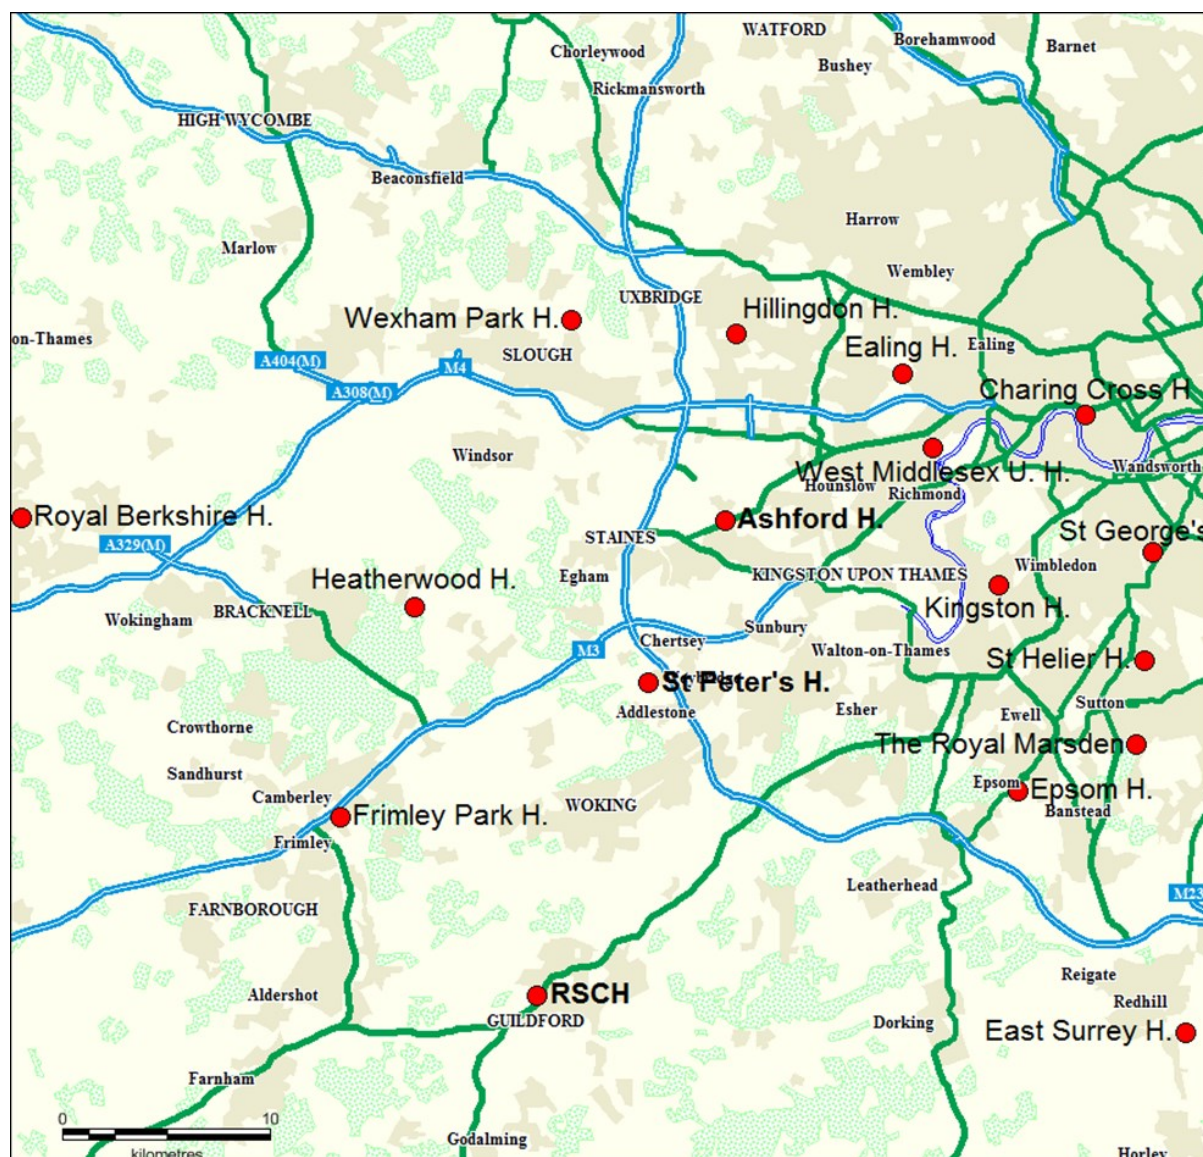 WATFORD
Chorleywood
Borehamwood
Barnet
Bushey
Rickmansworth
HIGH WYCOMBE
Beaconsfield
Harrow
Marlow
Wembley
UXBRIDGE
Hillingdon H.
Wexham Park H.
on-Thames
SLOUGH
Ealing H.
Ealing
A404(M)
M4
A308(M)
Charing Cross H
Windsor
West Middlesex U. H.
Wandsworth
Hounslow
Richmond
Royal Berkshire H.
Ashford H.
St George's
STAINES
A329(M)
Wimbledon
Heatherwood H.
Egham
KINGSTON UPON THAMES
Kingston H.
BRACKNELL
Wokingham
Sunbury
Chertsey
M3
Walton-on-Thames
St Helier H.
St Peter's H.
Addlestone
Esher
Sutton
Ewell
Crowthorne
The Royal Marsden
Sandhurst
Epsom
Epsom H.
Camberley
WOKING
Banstead
Frimley Park H.
Frimley
Leatherhead
M23
FARNBOROUGH
Reigate
Aldershot
RSCH
Redhill
GUILDFORD
Dorking
East Surrey H.
Farnham
0 10
kilometres
Godalming
Horley